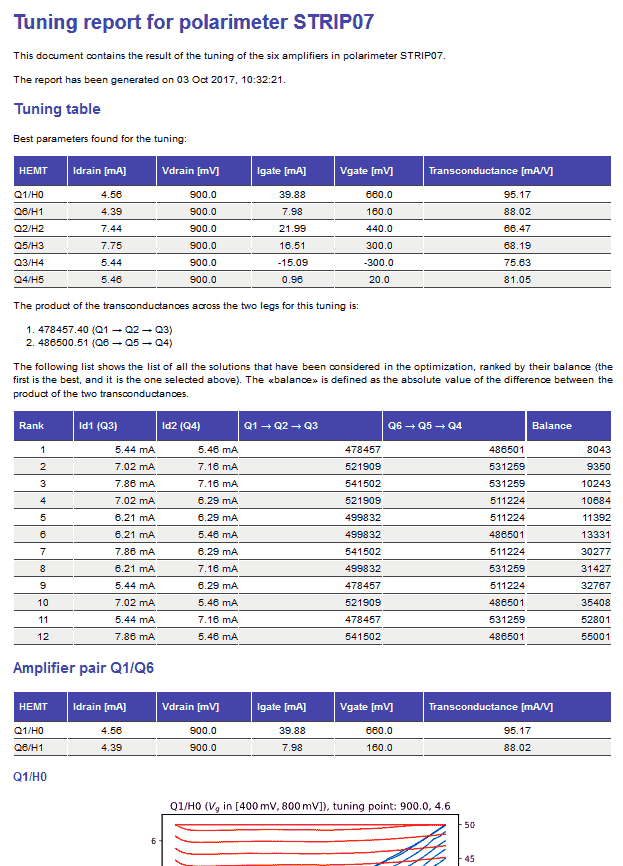 Tuning report for polarimeter STRIP07
This document contains the result of the tuning of the six amplifiers in polarimeter STRIP07.
The report has been generated on 03 Oct 2017, 10:32:21.
Tuning table
Best parameters found for the tuning:
HEMT Idrain [mA] Vdrain [mV] Igate [mA] Vgate [mV] Transconductance [mA/V]
Q1/H0 4.56 900.0 39.88 660.0 95.17
Q6/H1 4.39 900.0 7.98 160.0 88.02
Q2/H2 7.44 900.0 21.99 440.0 66.47
Q5/H3 7.75 900.0 16.51 300.0 68.19
Q3/H4 5.44 900.0 -15.09 -300.0 75.63
Q4/H5 5.46 900.0 0.96 20.0 81.05
The product of the transconductances across the two legs for this tuning is:
1. 478457.40 (Q1 → Q2 → Q3)
2. 486500.51 (Q6 → Q5 → Q4)
The following list shows the list of all the solutions that have been considered in the optimization, ranked by their balance (the
first is the best, and it is the one selected above). The «balance» is defined as the absolute value of the difference between the
product of the two transconductances.
Rank Id1 (Q3) Id2 (Q4) Q1 → Q2 → Q3 Q6 → Q5 → Q4 Balance
1 5.44 mA 5.46 mA 478457 486501 8043
2 7.02 mA 7.16 mA 521909 531259 9350
3 7.86 mA 7.16 mA 541502 531259 10243
4 7.02 mA 6.29 mA 521909 511224 10684
5 6.21 mA 6.29 mA 499832 511224 11392
6 6.21 mA 5.46 mA 499832 486501 13331
7 7.86 mA 6.29 mA 541502 511224 30277
8 6.21 mA 7.16 mA 499832 531259 31427
9 5.44 mA 6.29 mA 478457 511224 32767
10 7.02 mA 5.46 mA 521909 486501 35408
11 5.44 mA 7.16 mA 478457 531259 52801
12 7.86 mA 5.46 mA 541502 486501 55001
Amplifier pair Q1/Q6
HEMT Idrain [mA] Vdrain [mV] Igate [mA] Vgate [mV] Transconductance [mA/V]
Q1/H0 4.56 900.0 39.88 660.0 95.17
Q6/H1 4.39 900.0 7.98 160.0 88.02
Q1/H0
Q1/H0 (Vg in [400 mV, 800 mV]), tuning point: 900.0, 4.6
50
6
45